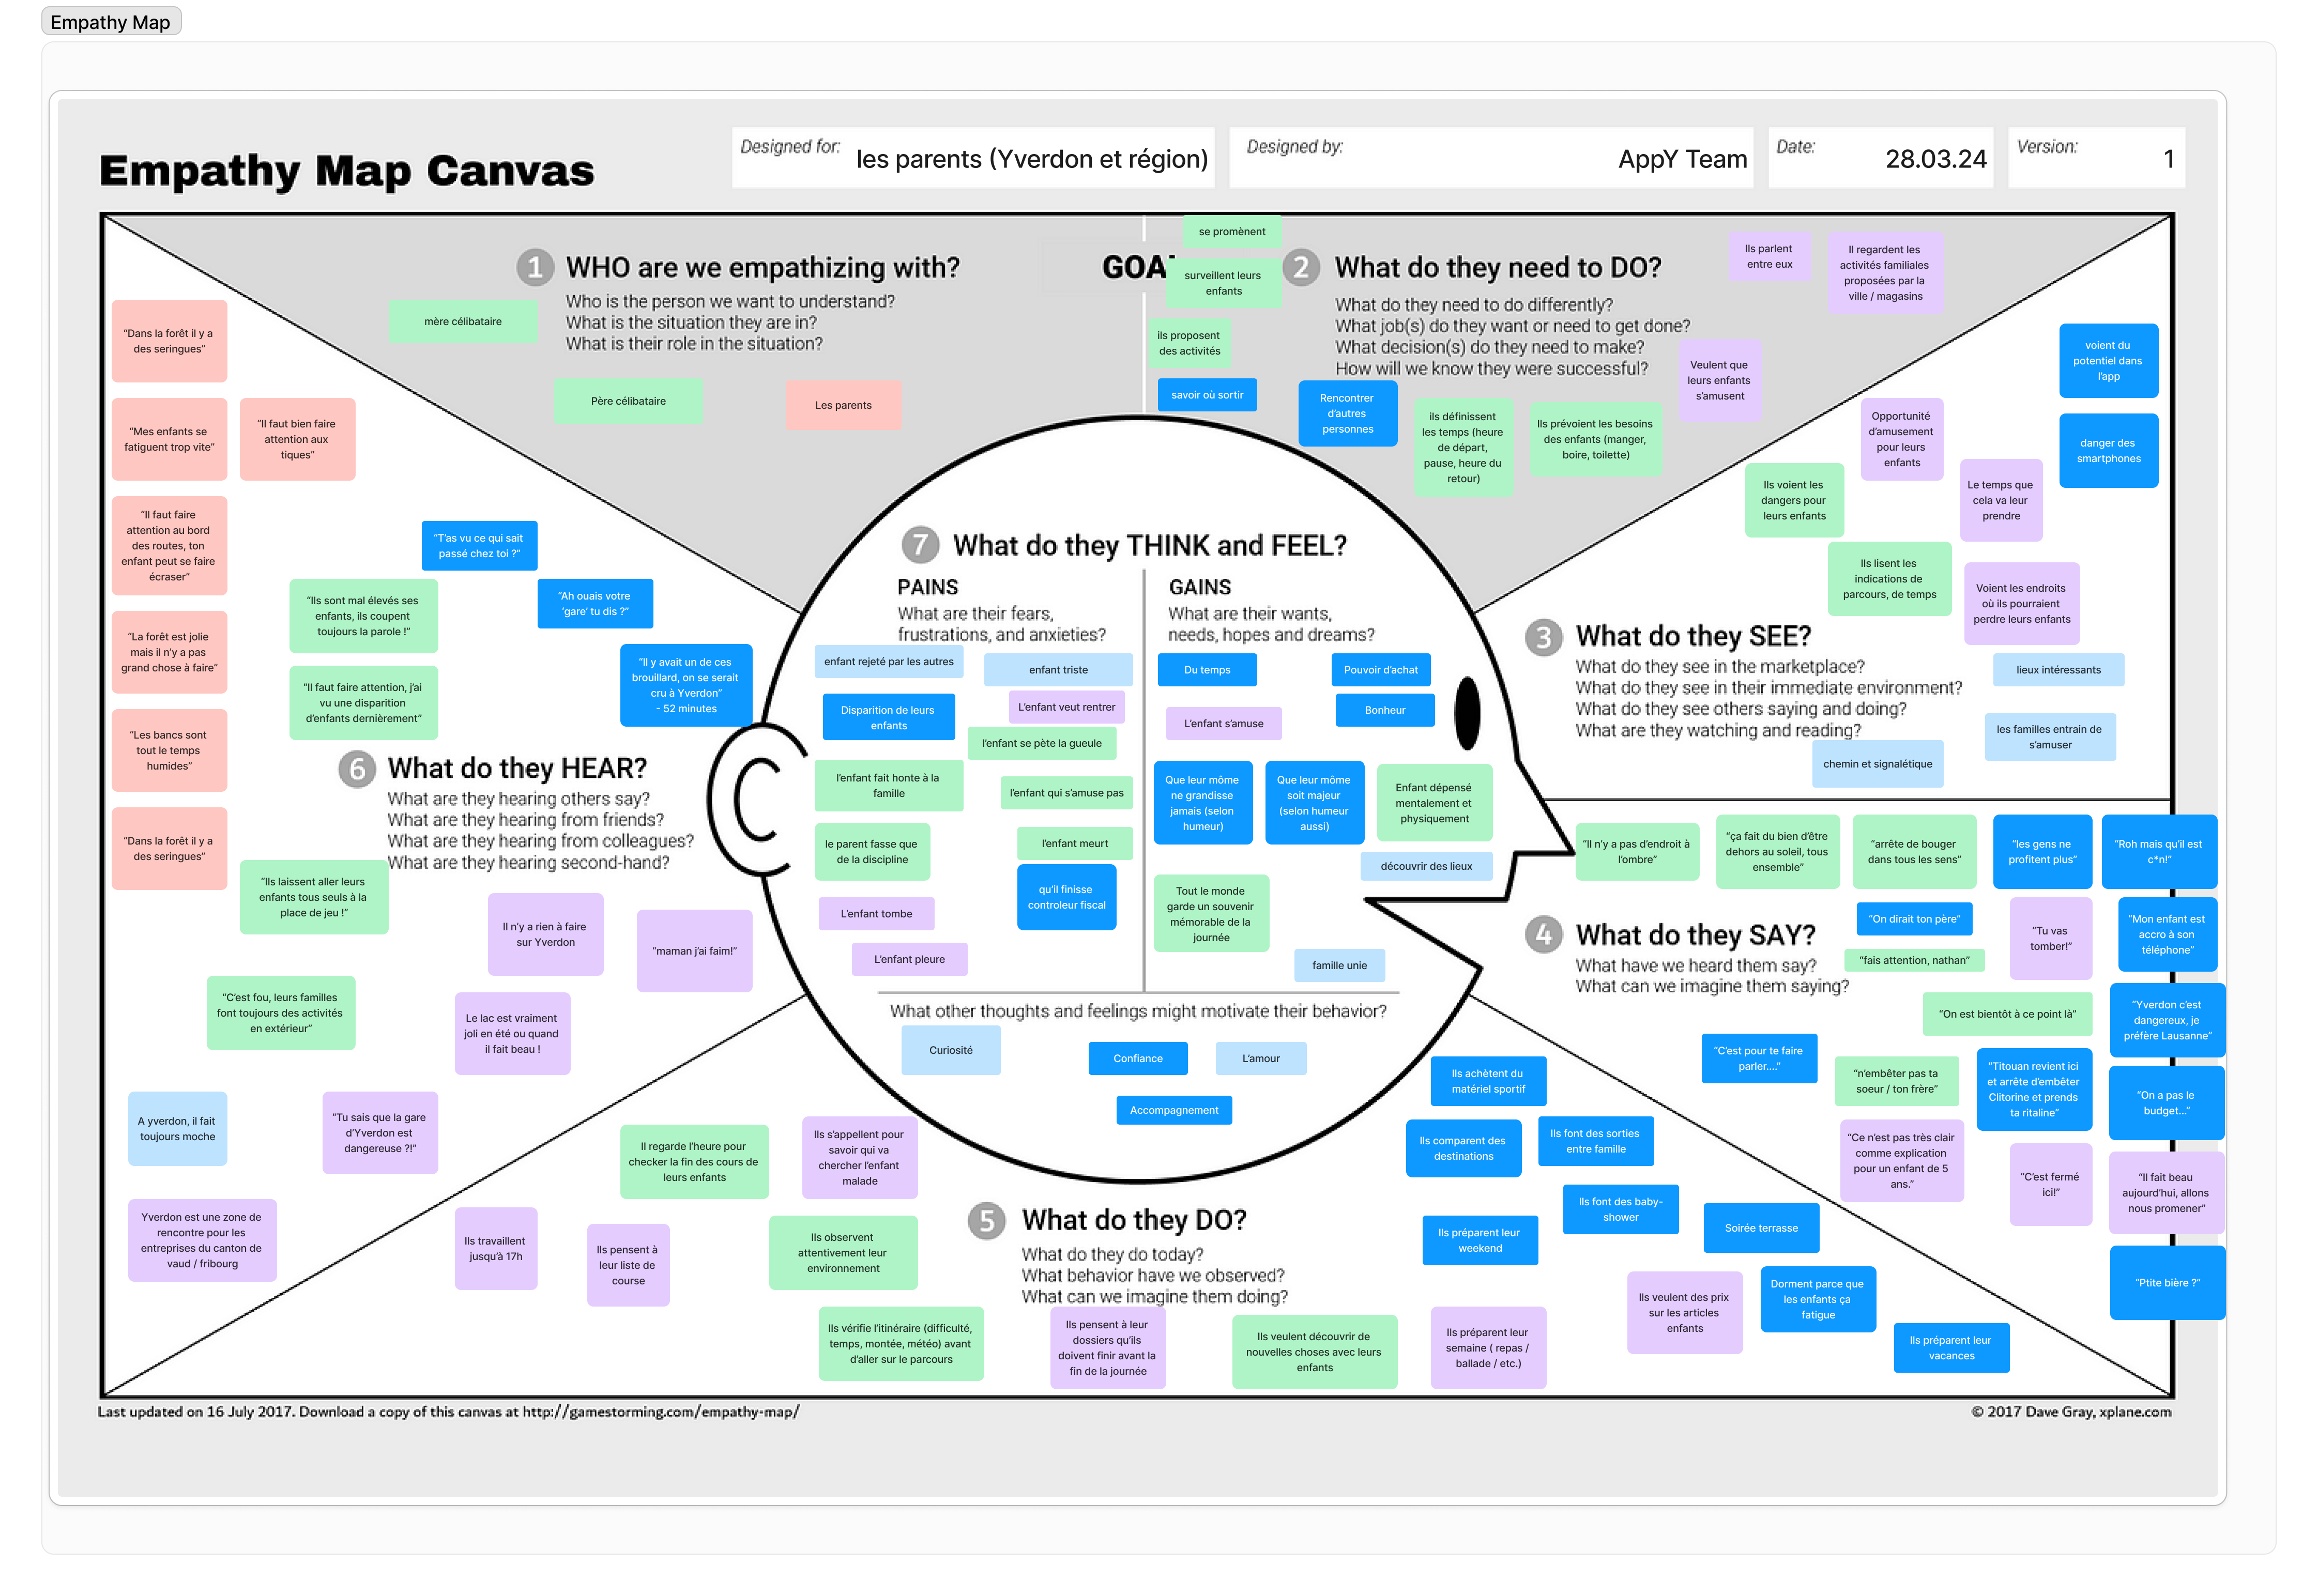 Empathy Map
Empathy Map Canvas
Designed for:
les parents (Yverdon et région)
Designed by:
AppY Team
Date:
28.03.24
Version:
1
1
WHO are we empathizing with?
Who is the person we want to understand?
What is the situation they are in?
What is their role in the situation?
mère célibataire
Père célibataire
Les parents
GOA
se promènent
surveillent leurs
enfants
ils proposent
des activités
savoir où sortir
2
What do they need to DO?
What do they need to do differently?
What job(s) do they want or need to get done?
What decision(s) do they need to make?
How will we know they were successful?
Ils parlent
entre eux
Il regardent les
activités familiales
proposées par la
ville / magasins
Veulent que
leurs enfants
s'amusent
Rencontrer
d'autres
personnes
ils définissent
les temps (heure
de départ,
pause, heure du
retour)
Ils prévoient les besoins
des enfants (manger,
boire, toilette)
voient du
potentiel dans
l'app
danger des
smartphones
Opportunité
d'amusement
pour leurs
enfants
Le temps que
cela va leur
prendre
Ils voient les
dangers pour
leurs enfants
Ils lisent les
indications de
parcours, de temps
Voient les endroits
où ils pourraient
perdre leurs enfants
3
What do they SEE?
What do they see in the marketplace?
What do they see in their immediate environment?
What do they see others saying and doing?
What are they watching and reading?
lieux intéressants
les familles entrain de
s'amuser
chemin et signalétique
"Il n'y a pas d'endroit à
l'ombre"
"ça fait du bien d'être
dehors au soleil, tous
ensemble"
"arrête de bouger
dans tous les sens"
"les gens ne
profitent plus"
"Roh mais qu'il est
c*n!"
4
What do they SAY?
What have we heard them say?
What can we imagine them saying?
"On dirait ton père"
"fais attention, nathan"
"Tu vas
tomber!"
"Mon enfant est
accro à son
téléphone"
"On est bientôt à ce point là"
"Yverdon c'est
dangereux, je
préfère Lausanne"
"C'est pour te faire
parler...."
"n'embêter pas ta
soeur / ton frère"
"Titouan revient ici
et arrête d'embêter
Clitorine et prends
ta ritaline"
"On a pas le
budget..."
"Ce n'est pas très clair
comme explication
pour un enfant de 5
ans."
"C'est fermé
ici!"
"Il fait beau
aujourd'hui, allons
nous promener"
"Ptite bière ?"
5
What do they DO?
What do they do today?
What behavior have we observed?
What can we imagine them doing?
Il regarde l'heure pour
checker la fin des cours de
leurs enfants
Ils s'appellent pour
savoir qui va
chercher l'enfant
malade
Ils travaillent
jusqu'à 17h
Ils pensent à
leur liste de
course
Ils observent
attentivement leur
environnement
Ils vérifie l'itinéraire (difficulté,
temps, montée, météo) avant
d'aller sur le parcours
Ils pensent à leur
dossiers qu'ils
doivent finir avant la
fin de la journée
Ils veulent découvrir de
nouvelles choses avec leurs
enfants
Ils préparent leur
semaine ( repas /
ballade / etc.)
Ils achètent du
matériel sportif
Ils comparent des
destinations
Ils font des sorties
entre famille
Ils font des baby-
shower
Ils préparent leur
weekend
Soirée terrasse
Ils veulent des prix
sur les articles
enfants
Dorment parce que
les enfants ça
fatigue
Ils préparent leur
vacances
6
What do they HEAR?
What are they hearing others say?
What are they hearing from friends?
What are they hearing from colleagues?
What are they hearing second-hand?
"Dans la forêt il y a
des seringues"
"Mes enfants se
fatiguent trop vite"
"Il faut bien faire
attention aux
tiques"
"Il faut faire
attention au bord
des routes, ton
enfant peut se faire
écraser"
"La forêt est jolie
mais il n'y a pas
grand chose à faire"
"Les bancs sont
tout le temps
humides"
"Dans la forêt il y a
des seringues"
"T'as vu ce qui sait
passé chez toi ?"
"Ah ouais votre
'gare' tu dis ?"
"Ils sont mal élevés ses
enfants, ils coupent
toujours la parole !"
"Il faut faire attention, j'ai
vu une disparition
d'enfants dernièrement"
"Il y avait un de ces
brouillard, on se serait
cru à Yverdon"
- 52 minutes
"Ils laissent aller leurs
enfants tous seuls à la
place de jeu !"
Il n'y a rien à faire
sur Yverdon
"maman j'ai faim!"
"C'est fou, leurs familles
font toujours des activités
en extérieur"
Le lac est vraiment
joli en été ou quand
il fait beau !
A yverdon, il fait
toujours moche
"Tu sais que la gare
d'Yverdon est
dangereuse ?!"
Yverdon est une zone de
rencontre pour les
entreprises du canton de
vaud / fribourg
7
What do they THINK and FEEL?
PAINS
What are their fears,
frustrations, and anxieties?
enfant rejeté par les autres
enfant triste
Disparition de leurs
enfants
L'enfant veut rentrer
l'enfant se pète la gueule
l'enfant fait honte à la
famille
l'enfant qui s'amuse pas
le parent fasse que
de la discipline
l'enfant meurt
qu'il finisse
controleur fiscal
L'enfant tombe
L'enfant pleure
GAINS
What are their wants,
needs, hopes and dreams?
Du temps
Pouvoir d'achat
L'enfant s'amuse
Bonheur
Que leur môme
ne grandisse
jamais (selon
humeur)
Que leur môme
soit majeur
(selon humeur
aussi)
Enfant dépensé
mentalement et
physiquement
découvrir des lieux
Tout le monde
garde un souvenir
mémorable de la
journée
famille unie
What other thoughts and feelings might motivate their behavior?
Curiosité
Confiance
L'amour
Accompagnement
Last updated on 16 July 2017. Download a copy of this canvas at http://gamestorming.com/empathy-map/
© 2017 Dave Gray, xplane.com